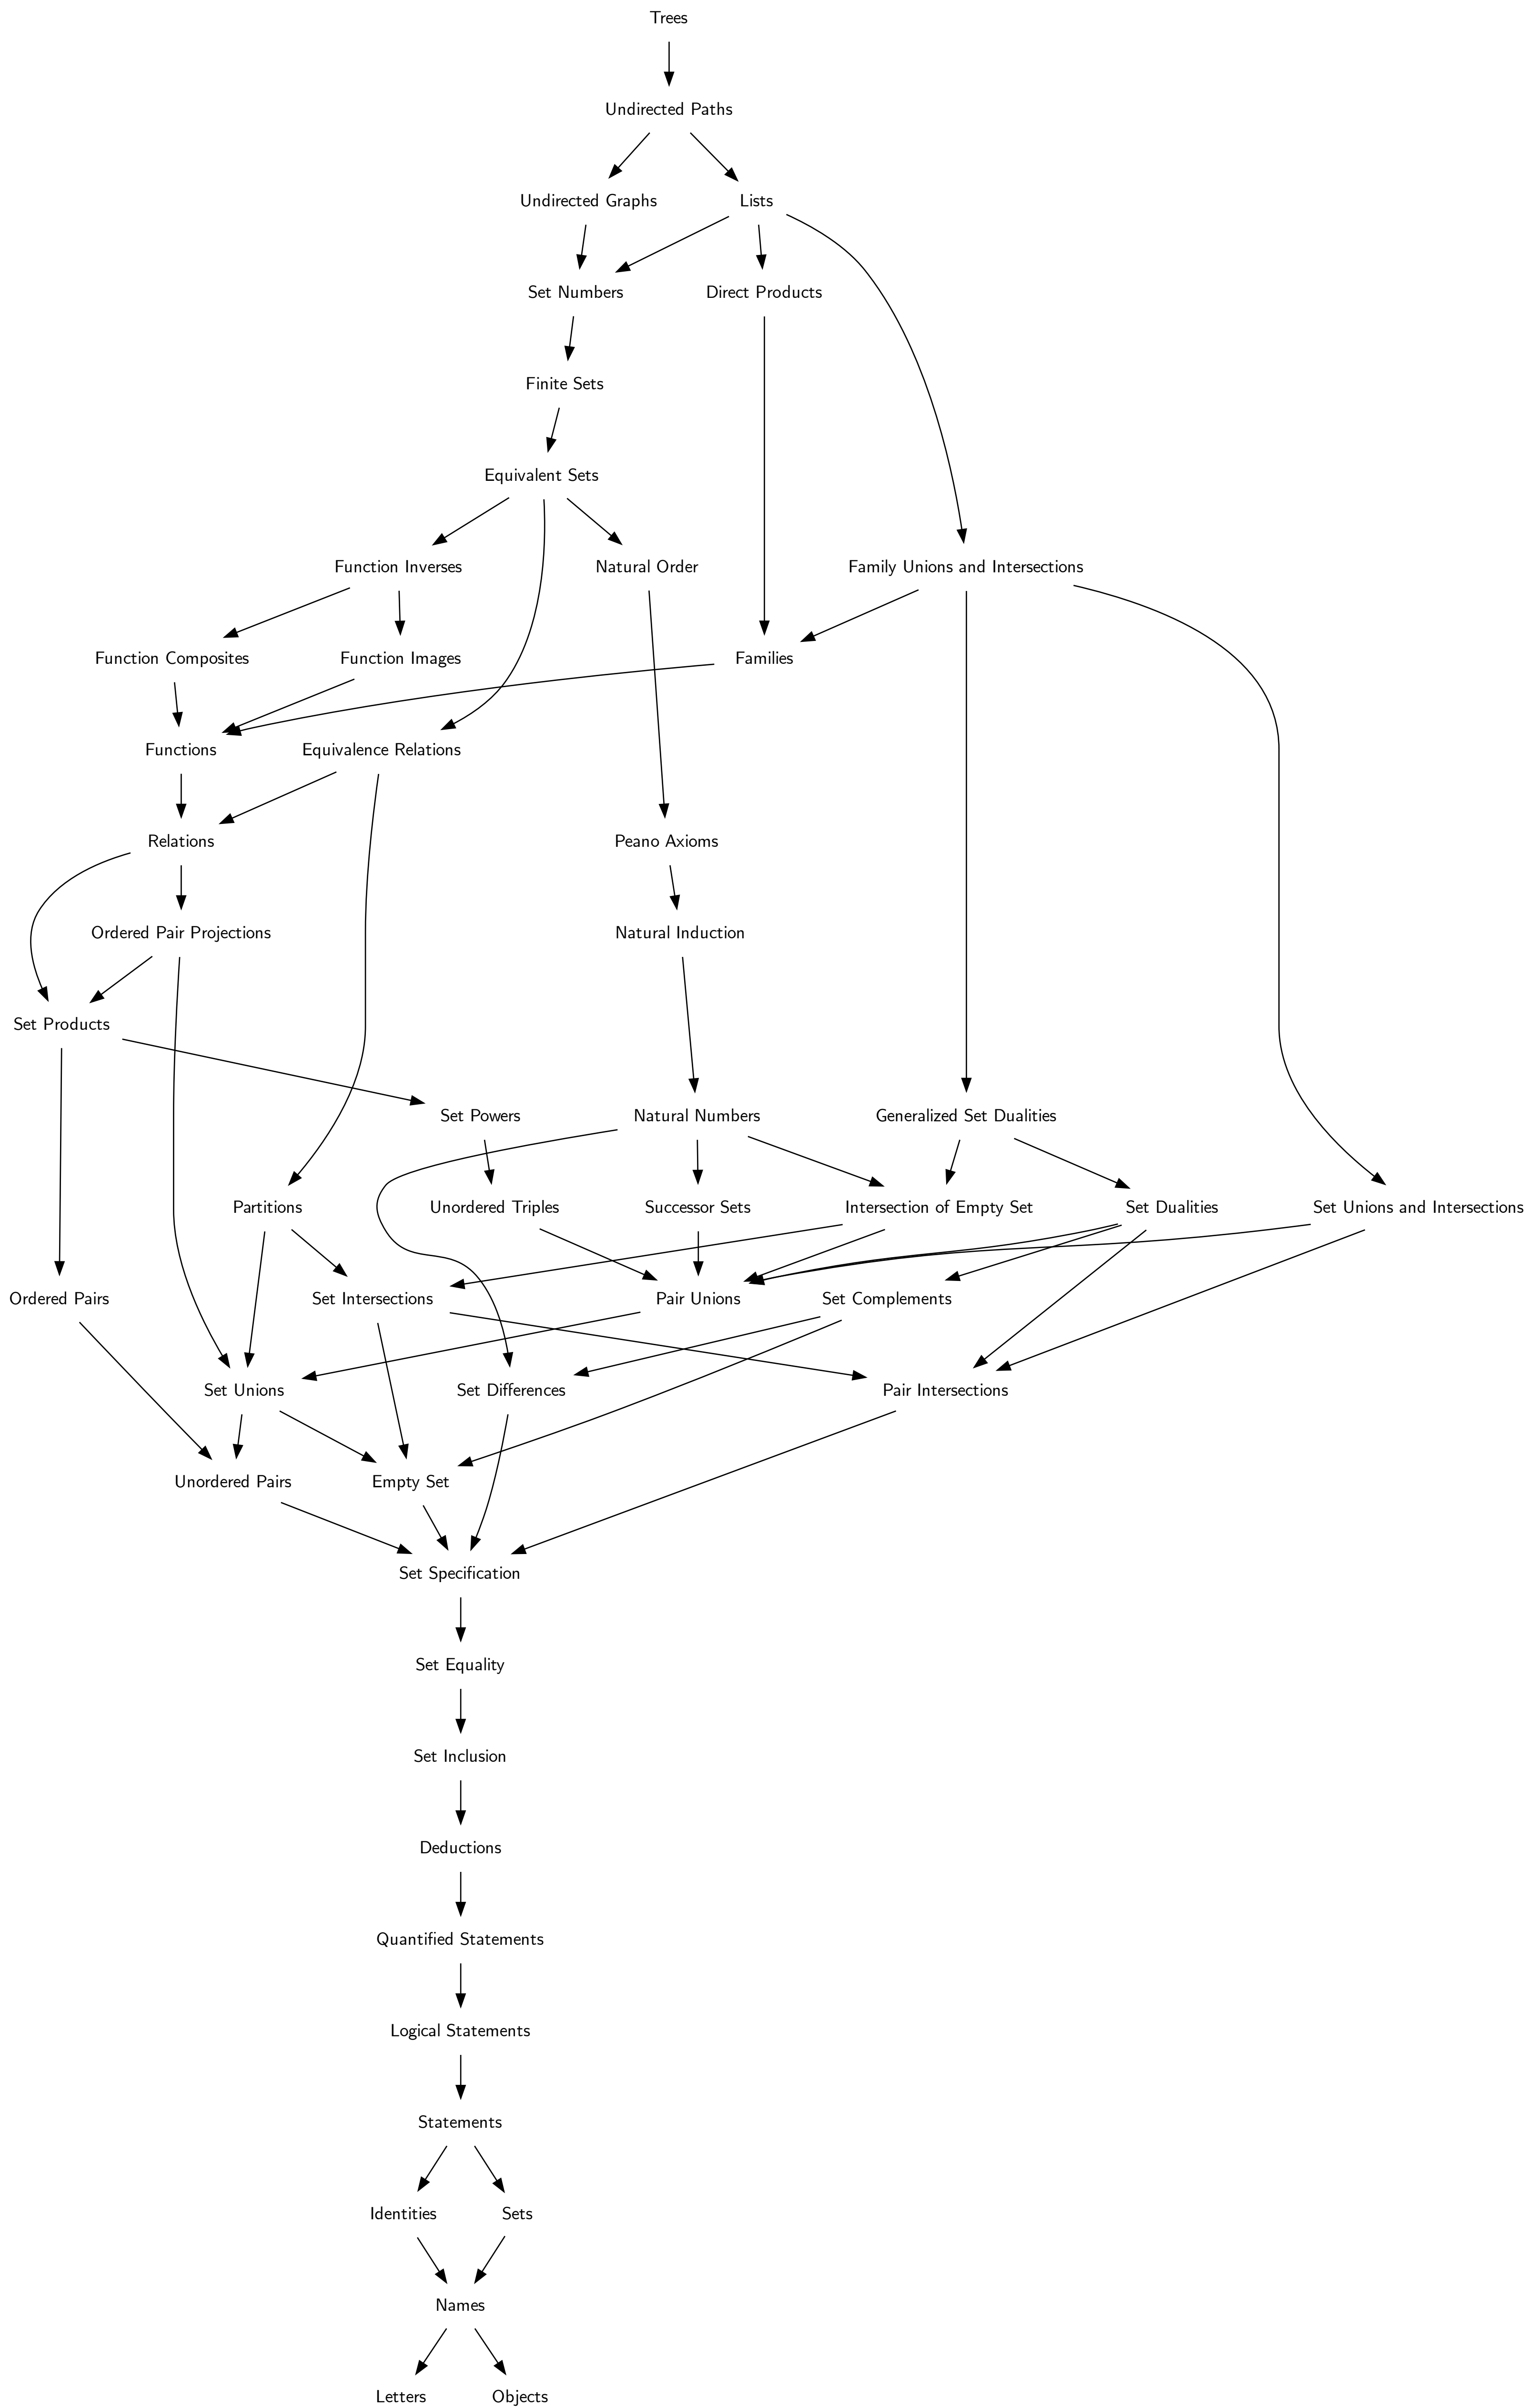 Trees
Undirected Paths
Undirected Graphs
Lists
Set Numbers
Direct Products
Finite Sets
Equivalent Sets
Function Inverses
Natural Order
Family Unions and Intersections
Function Composites
Function Images
Families
Functions
Equivalence Relations
Relations
Peano Axioms
Ordered Pair Projections
Natural Induction
Set Products
Set Powers
Natural Numbers
Generalized Set Dualities
Partitions
Unordered Triples
Successor Sets
Intersection of Empty Set
Set Dualities
Set Unions and Intersections
Ordered Pairs
Set Intersections
Pair Unions
Set Complements
Set Unions
Set Differences
Pair Intersections
Unordered Pairs
Empty Set
Set Specification
Set Equality
Set Inclusion
Deductions
Quantified Statements
Logical Statements
Statements
Identities
Sets
Names
Letters
Objects